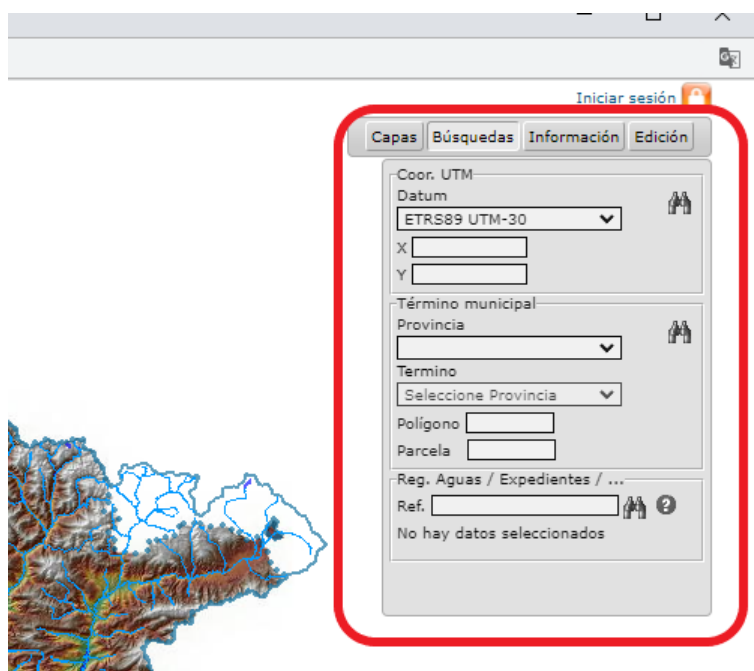 Iniciar sesión
Capas Búsquedas Información Edición
Coor. UTM
Datum
ETRS89 UTM-30
X
Y
Término municipal
Provincia
Termino
Seleccione Provincia
Polígono
Parcela
Reg. Aguas / Expedientes / ...
Ref.
No hay datos seleccionados